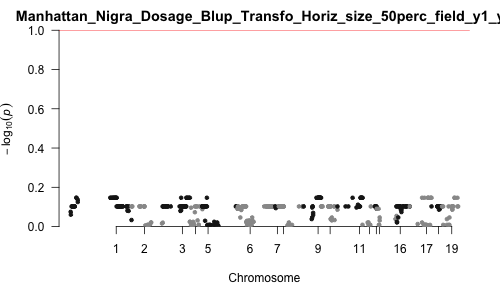 Manhattan_Nigra_Dosage_Blup_Transfo_Horiz_size_50perc_field_y1_y
− log10(p)
1.0
0.8
0.6
0.4
0.2
0.0
1 2 3 5 6 7 9 11 16 17 19
Chromosome